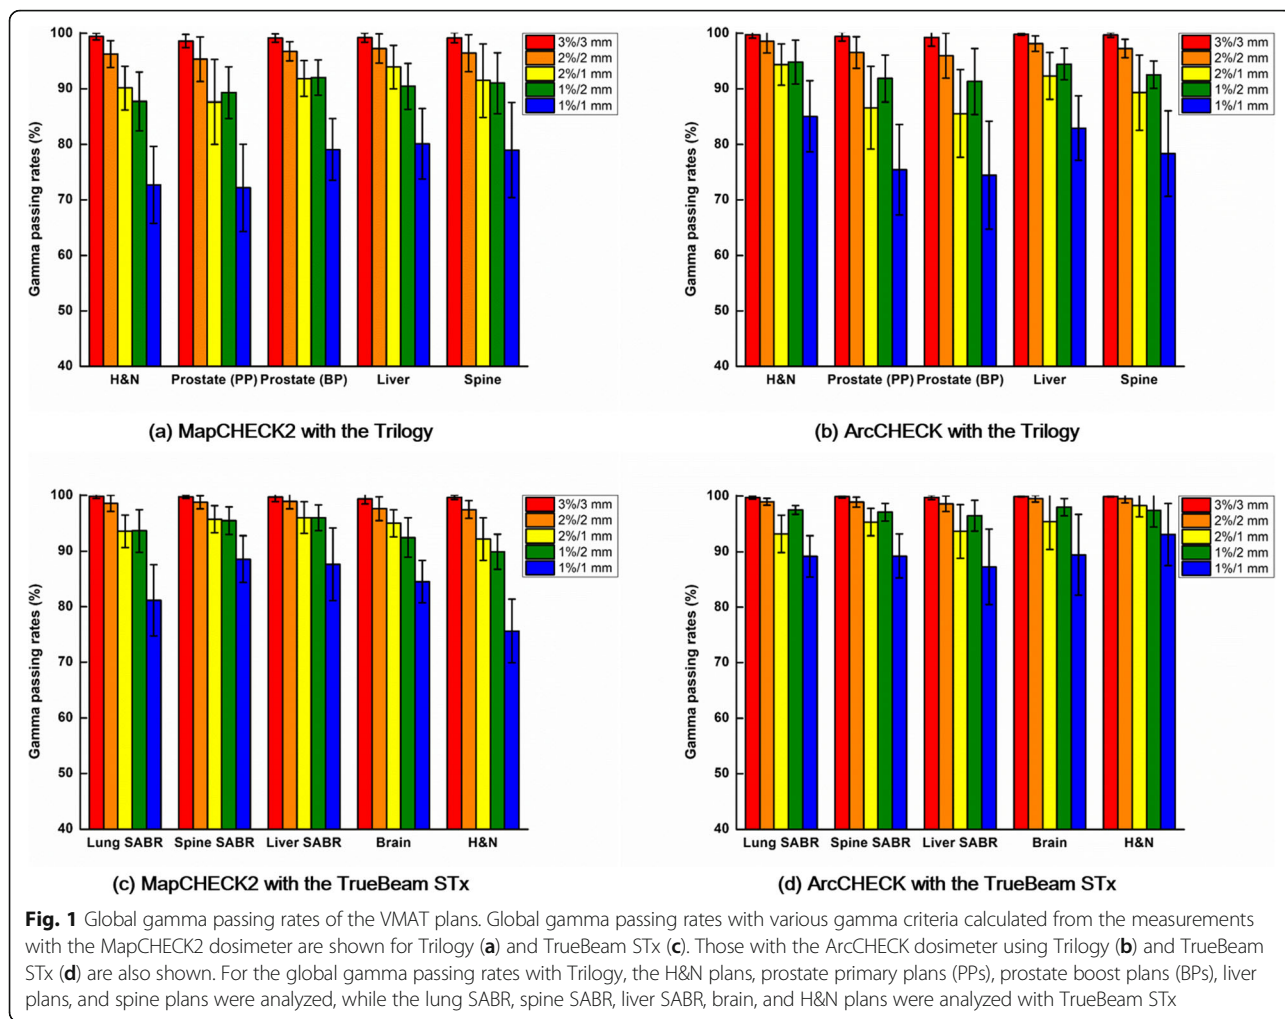 100
90
80
70
60
50
40
Gamma passing rates (%)
3%/3 mm
2%/2 mm
2%/1 mm
1%/2 mm
1%/1 mm
H&N Prostate (PP) Prostate (BP) Liver Spine
(a) MapCHECK2 with the Trilogy
100
90
80
70
60
50
40
Gamma passing rates (%)
3%/3 mm
2%/2 mm
2%/1 mm
1%/2 mm
1%/1 mm
H&N Prostate (PP) Prostate (BP) Liver Spine
(b) ArcCHECK with the Trilogy
100
90
80
70
60
50
40
Gamma passing rates (%)
3%/3 mm
2%/2 mm
2%/1 mm
1%/2 mm
1%/1 mm
Lung SABR Spine SABR Liver SABR Brain H&N
(c) MapCHECK2 with the TrueBeam STx
100
90
80
70
60
50
40
Gamma passing rates (%)
3%/3 mm
2%/2 mm
2%/1 mm
1%/2 mm
1%/1 mm
Lung SABR Spine SABR Liver SABR Brain H&N
(d) ArcCHECK with the TrueBeam STx
Fig. 1 Global gamma passing rates of the VMAT plans. Global gamma passing rates with various gamma criteria calculated from the measurements
with the MapCHECK2 dosimeter are shown for Trilogy (a) and TrueBeam STx (c). Those with the ArcCHECK dosimeter using Trilogy (b) and TrueBeam
STx (d) are also shown. For the global gamma passing rates with Trilogy, the H&N plans, prostate primary plans (PPs), prostate boost plans (BPs), liver
plans, and spine plans were analyzed, while the lung SABR, spine SABR, liver SABR, brain, and H&N plans were analyzed with TrueBeam STx